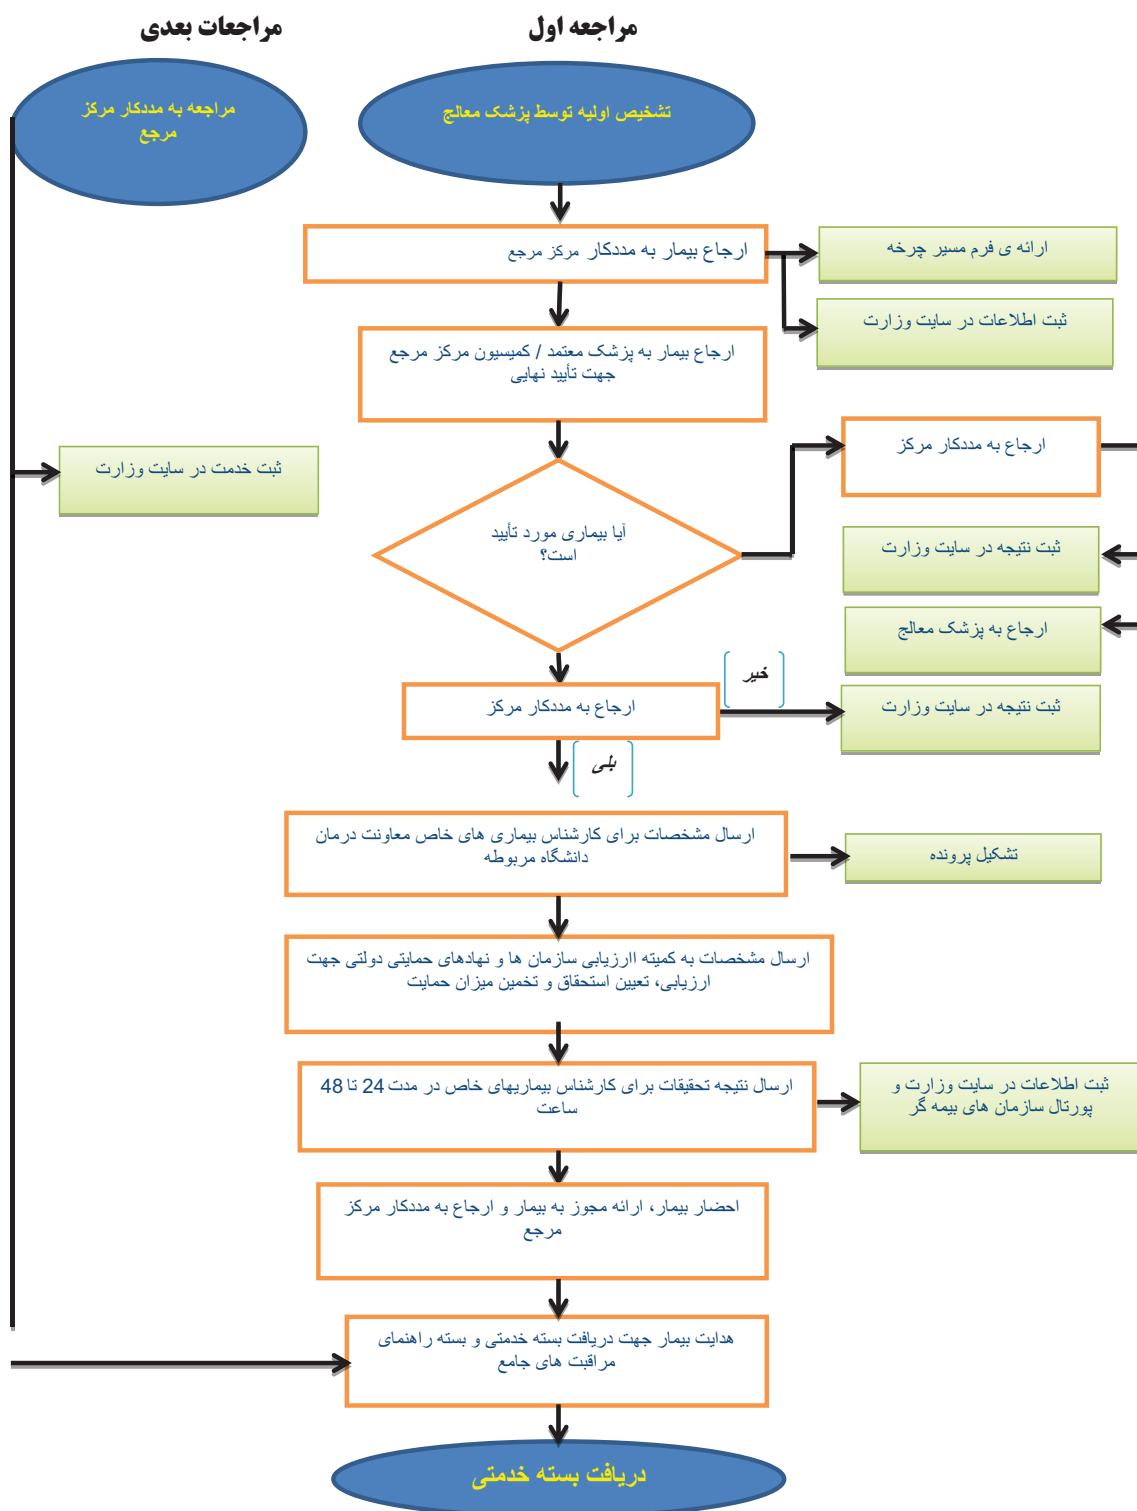 مراجعه اول
مراجعات بعدی
تشخیص اولیه توسط پزشک معالج
مراجعه به مددکار مرکز
مرجع
ارجاع بیمار به مددکار مرکز مرجع
ارائه ی فرم مسیر چرخه
ثبت اطلاعات در سایت وزارت
ارجاع بیمار به پزشک معتمد / کمیسیون مرکز مرجع
جهت تأیید نهایی
ارجاع به مددکار مرکز
ثبت خدمت در سایت وزارت
آیا بیماری مورد تأیید
است؟
ثبت نتیجه در سایت وزارت
ارجاع به پزشک معالج
خیر
ارجاع به مددکار مرکز
ثبت نتیجه در سایت وزارت
بلی
ارسال مشخصات برای کارشناس بیماری های خاص معاونت درمان
دانشگاه مربوطه
تشکیل پرونده
ارسال مشخصات به کمیته اارزیابی سازمان ها و نهادهای حمایتی دولتی جهت
ارزیابی، تعیین استحقاق و تخمین میزان حمایت
ارسال نتیجه تحقیقات برای کارشناس بیماریهای خاص در مدت 24 تا 48
ساعت
ثبت اطلاعات در سایت وزارت و
پورتال سازمان های بیمه گر
احضار بیمار، ارائه مجوز به بیمار و ارجاع به مددکار مرکز
مرجع
هدایت بیمار جهت دریافت بسته خدمتی و بسته راهنمای
مراقبت های جامع
دریافت بسته خدمتی